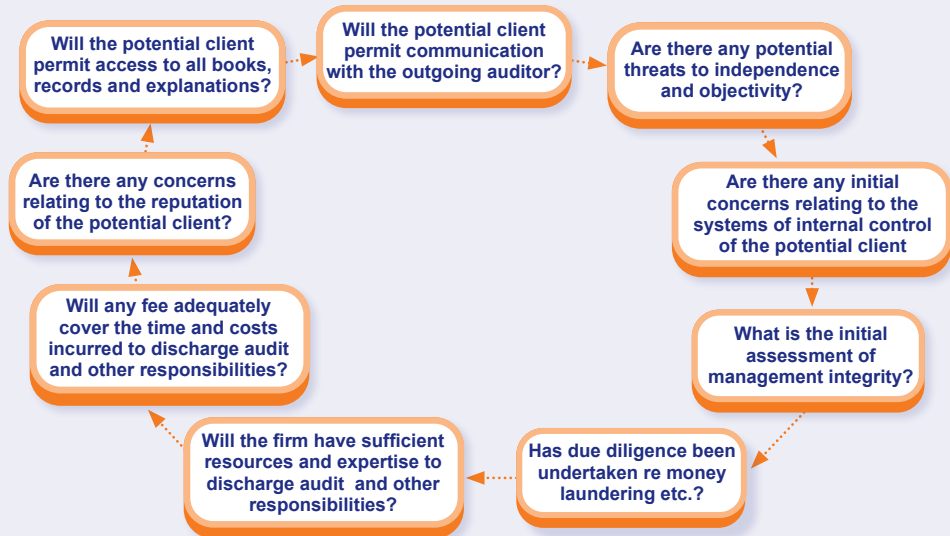 Will the potential client
permit access to all books,
records and explanations?
Will the potential client
permit communication
with the outgoing auditor?
Are there any potential
threats to independence
and objectivity?
Are there any initial
concerns relating to the
systems of internal control
of the potential client
What is the initial
assessment of
management integrity?
Has due diligence been
undertaken re money
laundering etc.?
Will the firm have sufficient
resources and expertise to
discharge audit and other
responsibilities?
Will any fee adequately
cover the time and costs
incurred to discharge audit
and other responsibilities?
Are there any concerns
relating to the reputation
of the potential client?